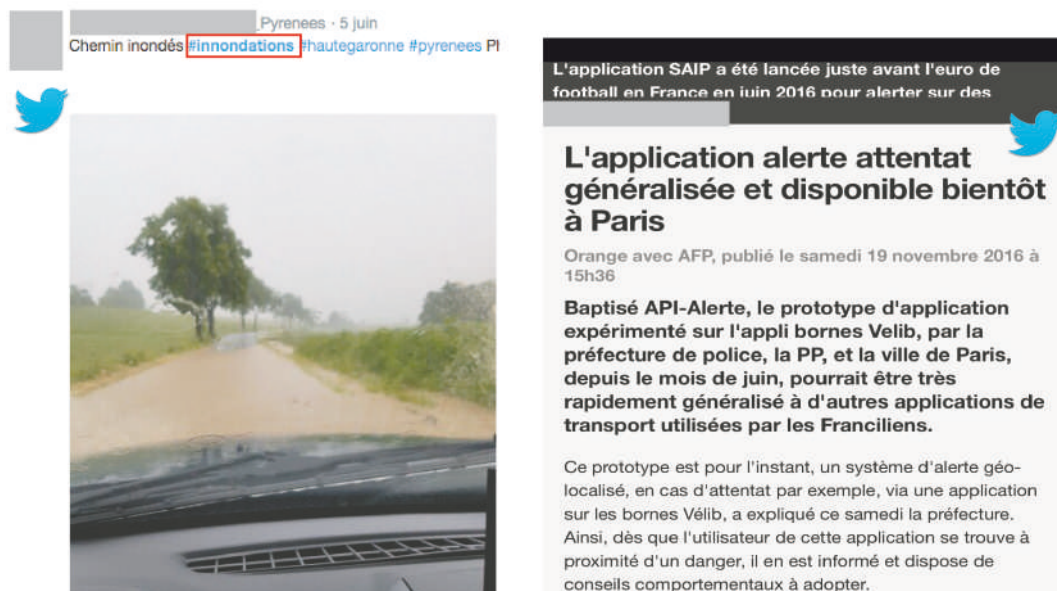 _Pyrenees · 5 juin
Chemin inondés #innondations #hautegaronne #pyrenees Pl
L'application SAIP a été lancée juste avant l'euro de
football en France en juin 2016 pour alerter sur des
L'application alerte attentat
généralisée et disponible bientôt
à Paris
Orange avec AFP, publié le samedi 19 novembre 2016 à
15h36
Baptisé API-Alerte, le prototype d'application
expérimenté sur l'appli bornes Velib, par la
préfecture de police, la PP, et la ville de Paris,
depuis le mois de juin, pourrait être très
rapidement généralisé à d'autres applications de
transport utilisées par les Franciliens.
Ce prototype est pour l'instant, un système d'alerte géo-
localisé, en cas d'attentat par exemple, via une application
sur les bornes Vélib, a expliqué ce samedi la préfecture.
Ainsi, dès que l'utilisateur de cette application se trouve à
proximité d'un danger, il en est informé et dispose de
conseils comportementaux à adopter.